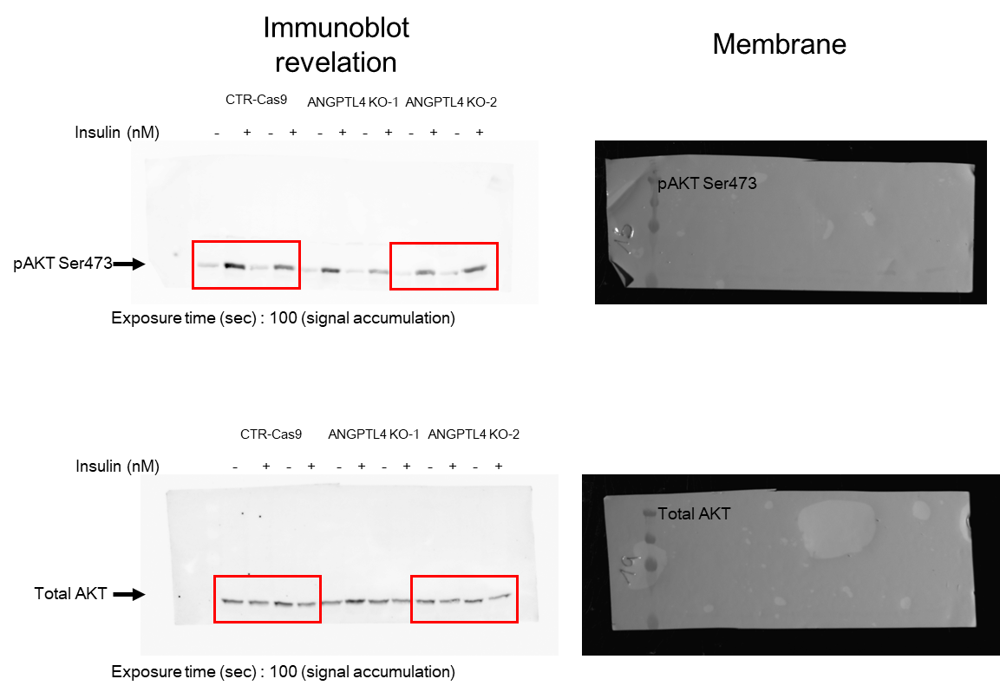 Immunoblot
revelation
Membrane
CTR-Cas9 ANGPTL4 KO-1 ANGPTL4 KO-2
Insulin (nM) - + - + - + - + - + - +
pAKT Ser473
15
pAKT Ser473
Exposure time (sec) : 100 (signal accumulation)
CTR-Cas9 ANGPTL4 KO-1 ANGPTL4 KO-2
Insulin (nM) - + - + - + - + - + - +
Total AKT
19
Total AKT
Exposure time (sec) : 100 (signal accumulation)